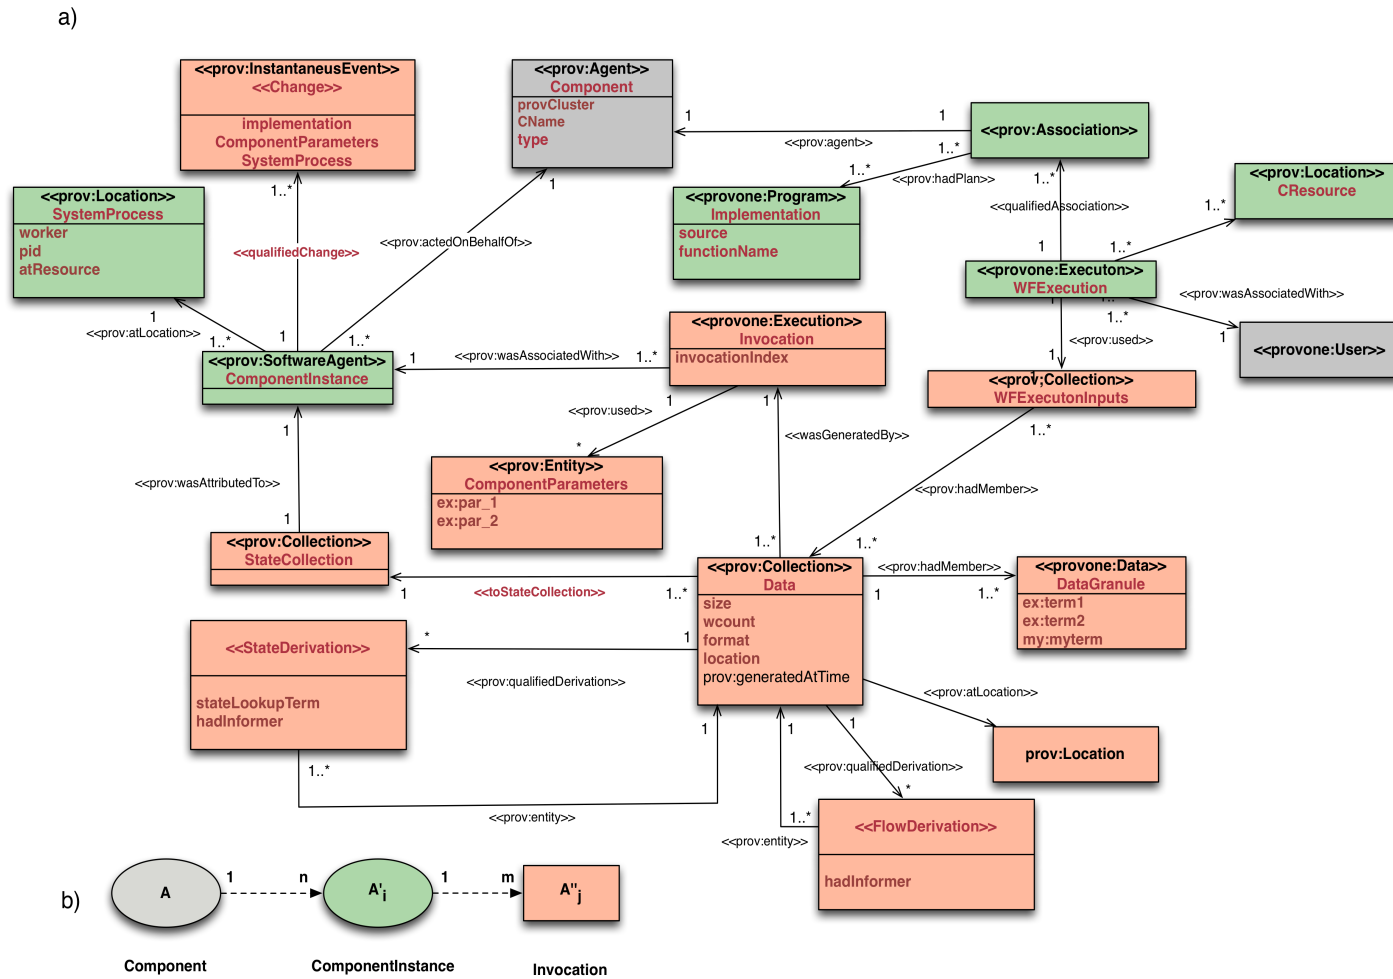 a)
<<prov:InstantaneusEvent>>
<<Change>>
implementation
ComponentParameters
SystemProcess
<<prov:Agent>>
Component
provCluster
CName
type
1
1
<<prov:agent>>
<<prov:Association>>
1..*
1..*
<<prov:hadPlan>>
<<provone:Program>>
Implementation
source
functionName
1..*
<<qualifiedAssociation>>
1
<<prov:Location>>
CResource
1..*
1..*
<<prov:Location>>
SystemProcess
worker
pid
atResource
1..*
<<qualifiedChange>>
1
1
<<prov:actedOnBehalfOf>>
1..*
1
<<prov:atLocation>>
1..*
<<provone:Executon>>
WFExecution
1
1..*
<<prov:wasAssociatedWith>>
1..*
1
<<prov:used>>
1
<<provone:User>>
<<prov:SoftwareAgent>>
ComponentInstance
1
<<prov:wasAssociatedWith>>
1..*
<<provone:Execution>>
Invocation
invocationIndex
<<prov;Collection>>
1
WFExecutonInputs
1
<<prov:used>>
*
1
<<wasGeneratedBy>>
1..*
1..*
<<prov:hadMember>>
1..*
<<prov:Entity>>
ComponentParameters
ex:par_1
ex:par_2
1
<<prov:wasAttributedTo>>
1
<<prov:Collection>>
StateCollection
1
<<toStateCollection>>
1..*
<<prov:Collection>>
Data
size
wcount
format
location
prov:generatedAtTime
<<prov:hadMember>>
1
1..*
<<provone:Data>>
DataGranule
ex:term1
ex:term2
my:myterm
<<StateDerivation>>
stateLookupTerm
hadInformer
*
1
<<prov:qualifiedDerivation>>
<<prov:atLocation>>
prov:Location
1..*
1
<<prov:entity>>
1
1
<<prov:qualifiedDerivation>>
*
1..*
<<prov:entity>>
<<FlowDerivation>>
hadInformer
b)
A
1
n
A'i
1
m
A''j
Component
ComponentInstance
Invocation